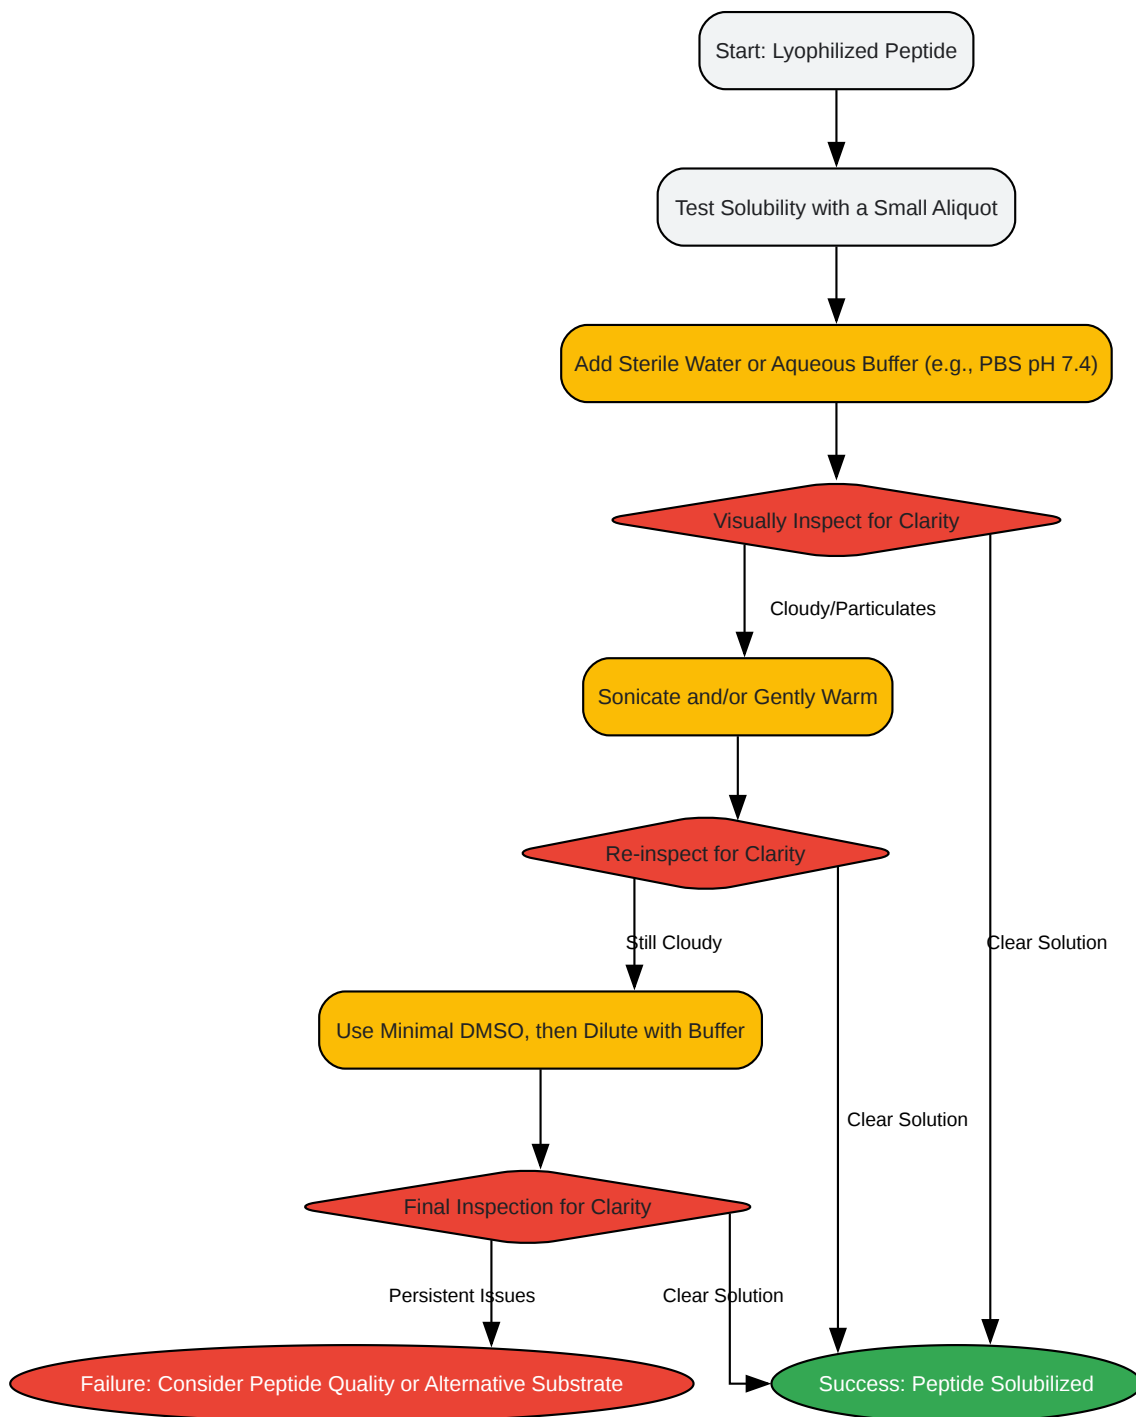 Start: Lyophilized Peptide
Test Solubility with a Small Aliquot
Add Sterile Water or Aqueous Buffer (e.g., PBS pH 7.4)
Visually Inspect for Clarity
Cloudy/Particulates
Sonicate and/or Gently Warm
Re-inspect for Clarity
Still Cloudy
Clear Solution
Use Minimal DMSO, then Dilute with Buffer
Clear Solution
Final Inspection for Clarity
Persistent Issues
Clear Solution
Failure: Consider Peptide Quality or Alternative Substrate
Success: Peptide Solubilized